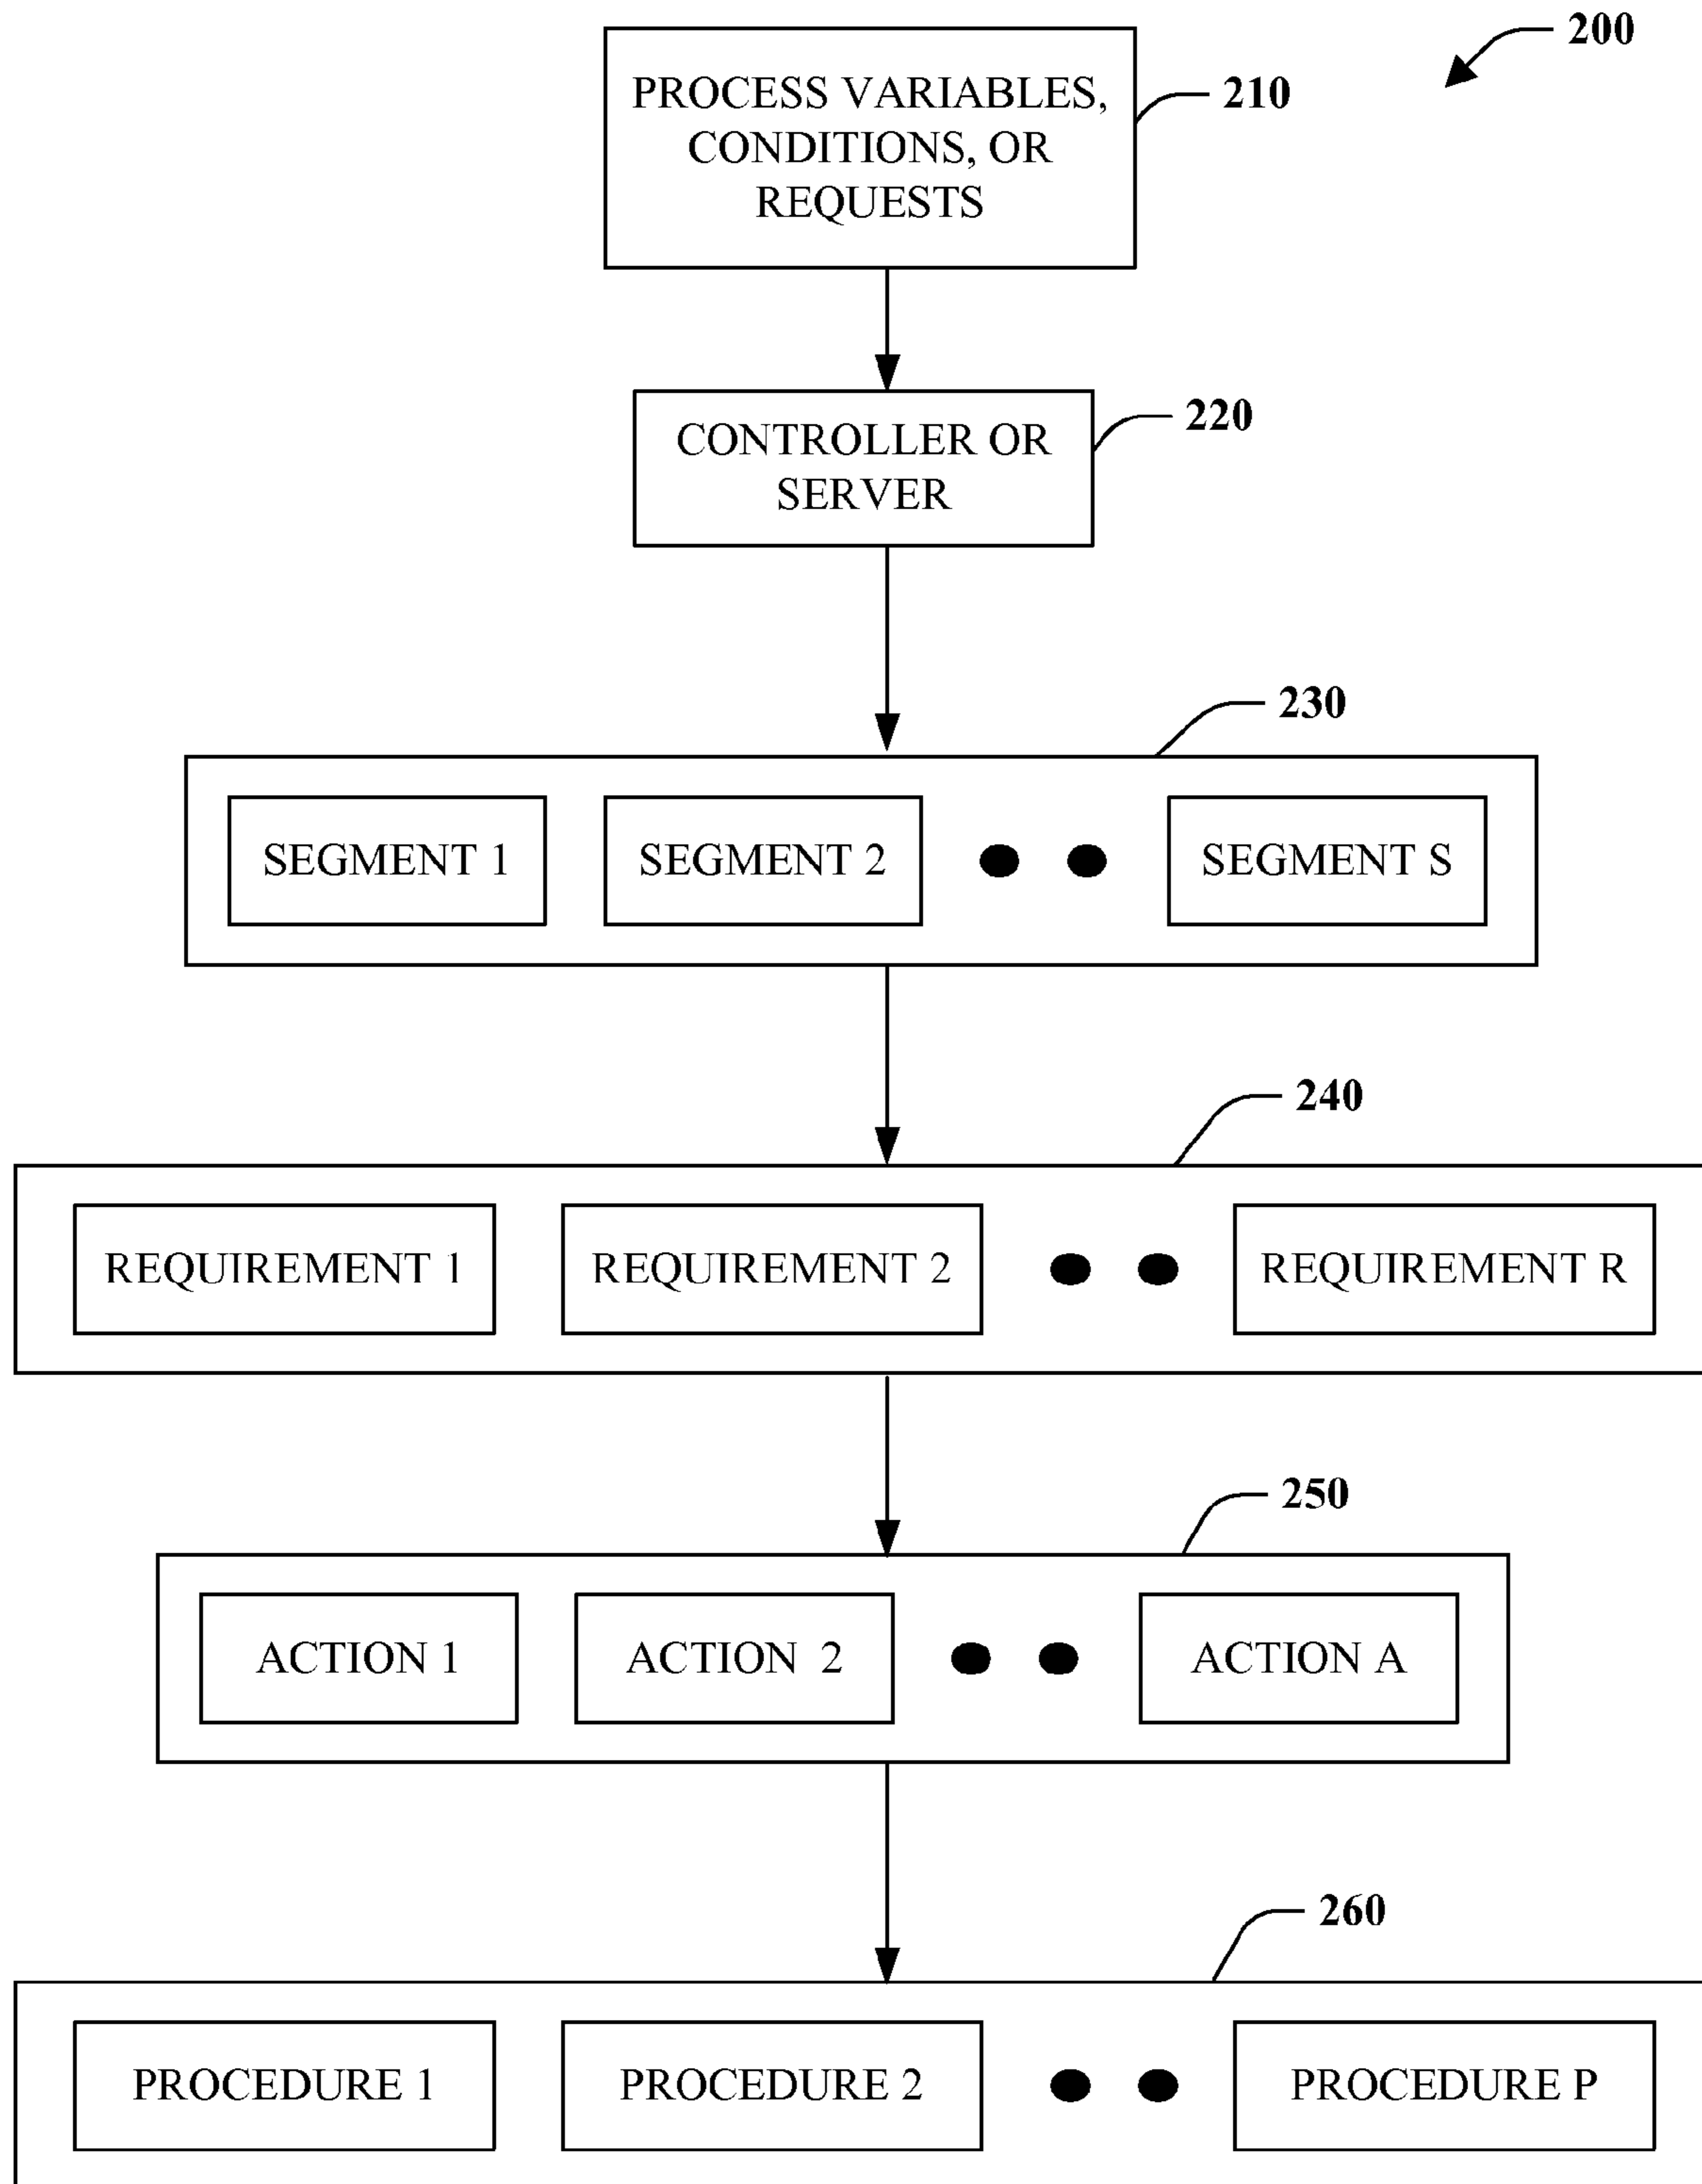 200
PROCESS VARIABLES,
CONDITIONS, OR
REQUESTS
210
CONTROLLER OR
SERVER
220
230
SEGMENT 1
SEGMENT 2
SEGMENT S
240
REQUIREMENT 1
REQUIREMENT 2
REQUIREMENT R
250
ACTION 1
ACTION 2
ACTION A
260
PROCEDURE 1
PROCEDURE 2
PROCEDURE P